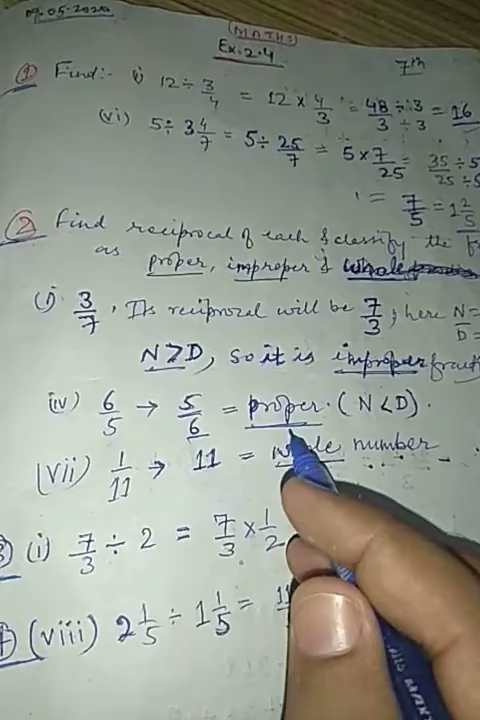 MATHS
Ex. 2.4
7th
① Find:- (i) 12 ÷ 3/4 = 12 × 4/3 = 48/3 ÷3/÷3 = 16
(vi) 5 ÷ 3 4/7 = 5 ÷ 25/7 = 5 × 7/25 = 35/25 ÷5/÷5
= 7/5 = 1 2/5
② Find reciprocal of each & classify the
as proper, improper & whole
(i) 3/7, Its reciprocal will be 7/3, here N=
D=
N>D, so it is improper
iv) 6/5 → 5/6 = proper. (N<D).
(vii) 1/11 → 11 = whole number
(i) 7/3 ÷ 2 = 7/3 × 1/2
(viii) 2 1/5 ÷ 1 1/5 = 11